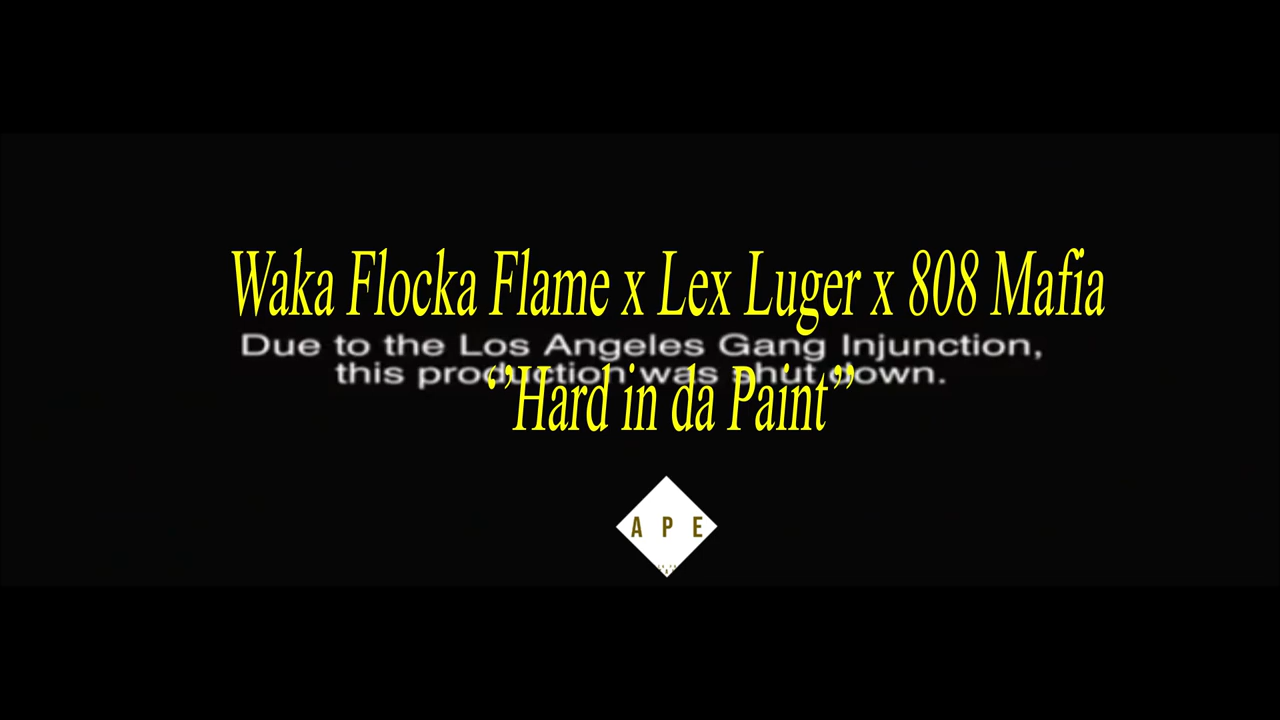 Waka Flocka Flame x Lex Luger x 808 Mafia
Due to the Los Angeles Gang Injunction,
this production was shut down.
‘’Hard in da Paint’’
A P E